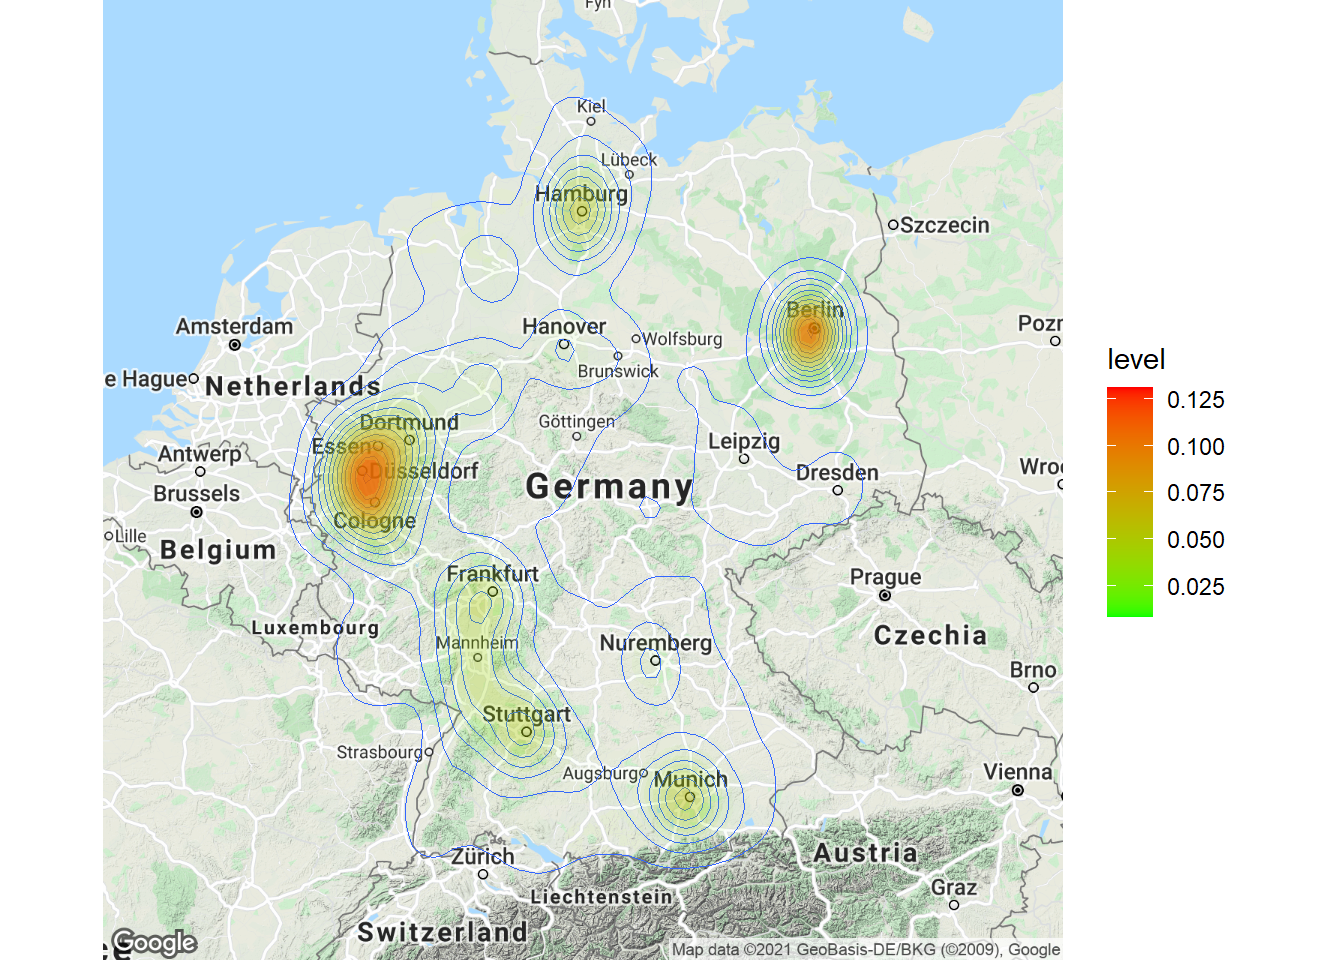 Fyn
Kiel
Lübeck
Hamburg
Szczecin
Berlin
Amsterdam
Hanover
Wolfsburg
Pozr
Brunswick
e Hague
Netherlands
Dortmund
Göttingen
Essen
Leipzig
Antwerp
Düsseldorf
Dresden
Wroc
Brussels
Germany
Cologne
Lille
Belgium
Frankfurt
Prague
Luxembourg
Mannheim
Nuremberg
Czechia
Brno
Stuttgart
Strasbourg
Augsburg
Munich
Vienna
Zürich
Austria
Liechtenstein
Graz
Switzerland
Google
ce
Map data ©2021 GeoBasis-DE/BKG (©2009), Google
level
0.125
0.100
0.075
0.050
0.025